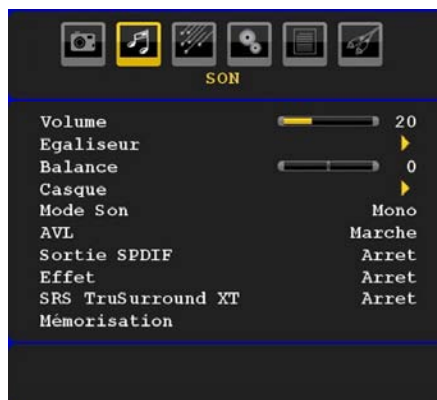 SON
Volume 20
Egaliseur
Balance 0
Casque
Mode Son Mono
AVL Marche
Sortie SPDIF Arret
Effet Arret
SRS TruSurround XT Arret
Mémorisation